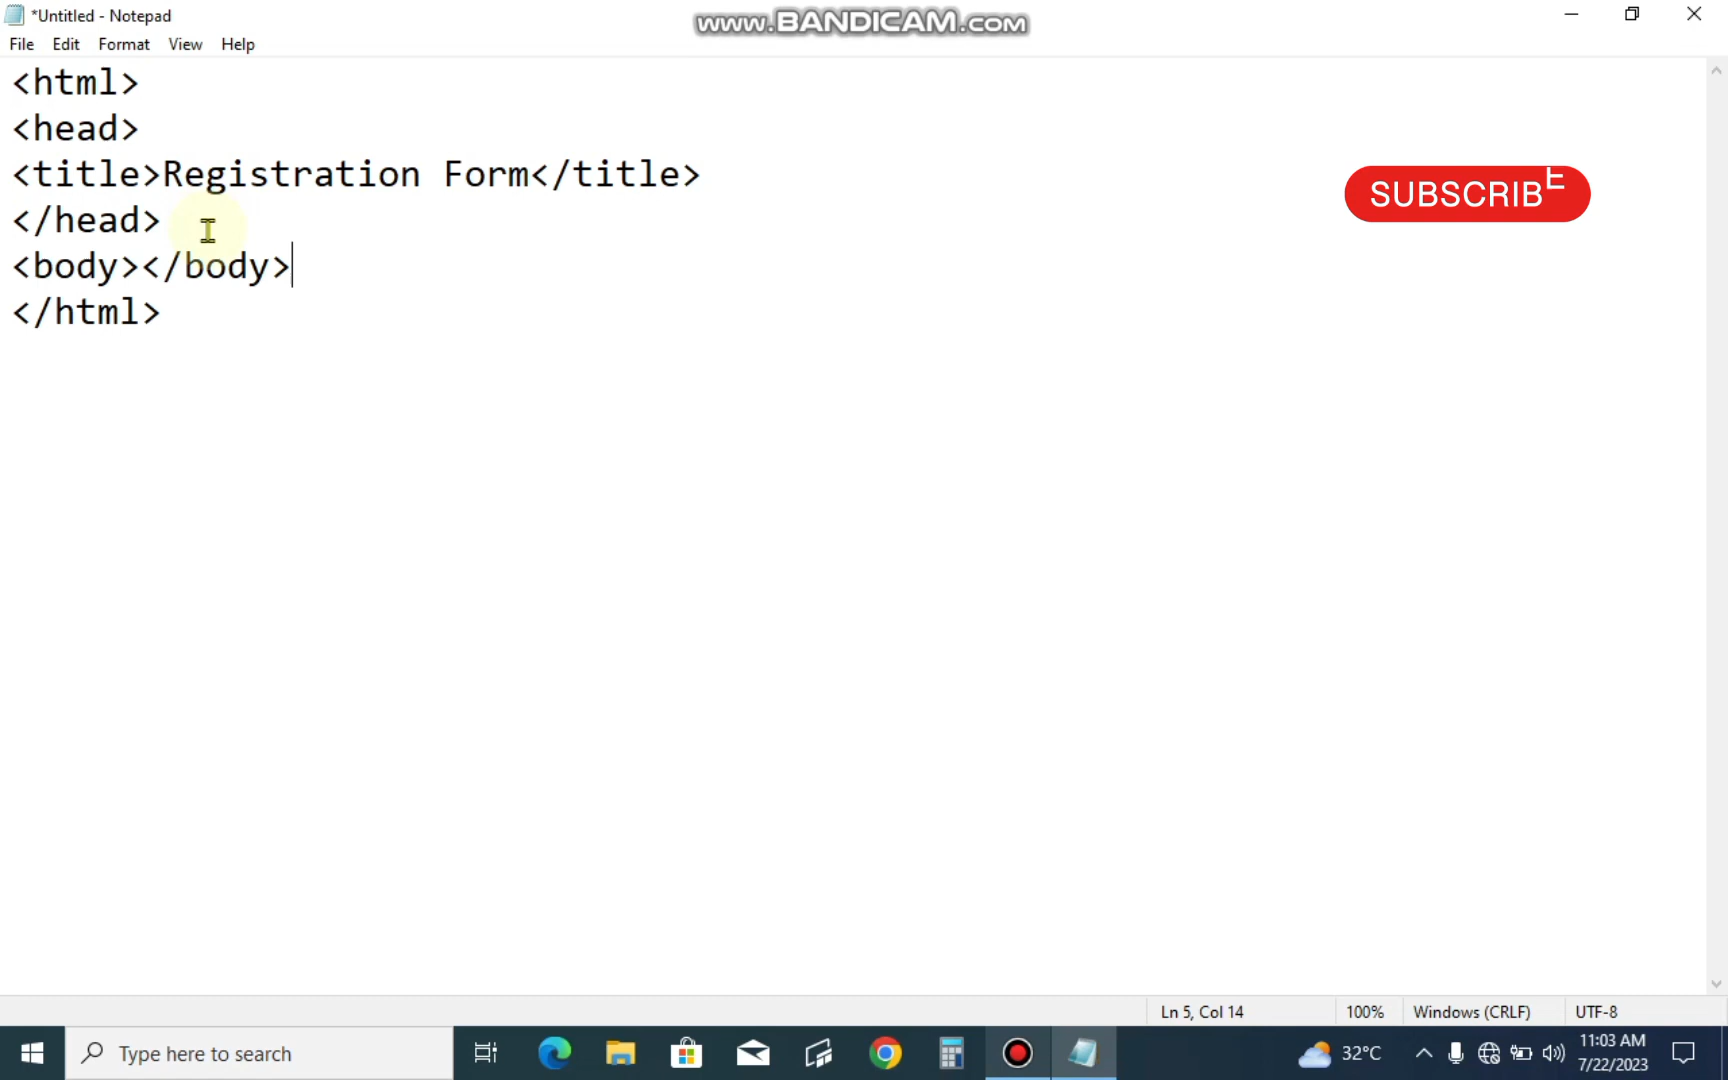 *Untitled - Notepad
www.BANDICAM.com
File Edit Format View Help
<html>
<head>
<title>Registration Form</title>
</head>
<body></body>
</html>
SUBSCRIBE
Ln 5, Col 14
100%
Windows (CRLF)
UTF-8
Type here to search
32°C
11:03 AM
7/22/2023